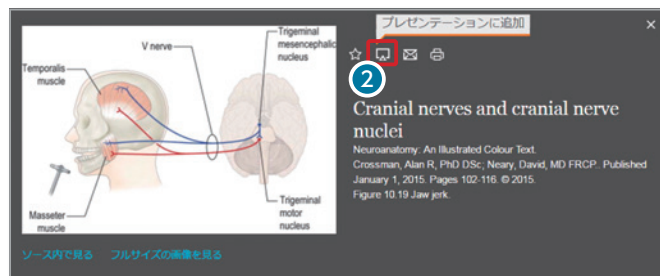 プレゼンテーションに追加
×
2
V nerve
Trigeminal
mesencephalic
nucleus
Temporalis
muscle
Masseter
muscle
Trigeminal
motor
nucleus
Cranial nerves and cranial nerve
nuclei
Neuroanatomy: An Illustrated Colour Text.
Crossman, Alan R, PhD DSc; Neary, David, MD FRCP.. Published
January 1, 2015. Pages 102-116. © 2015.
Figure 10.19 Jaw jerk.
ソース内で見る フルサイズの画像を見る